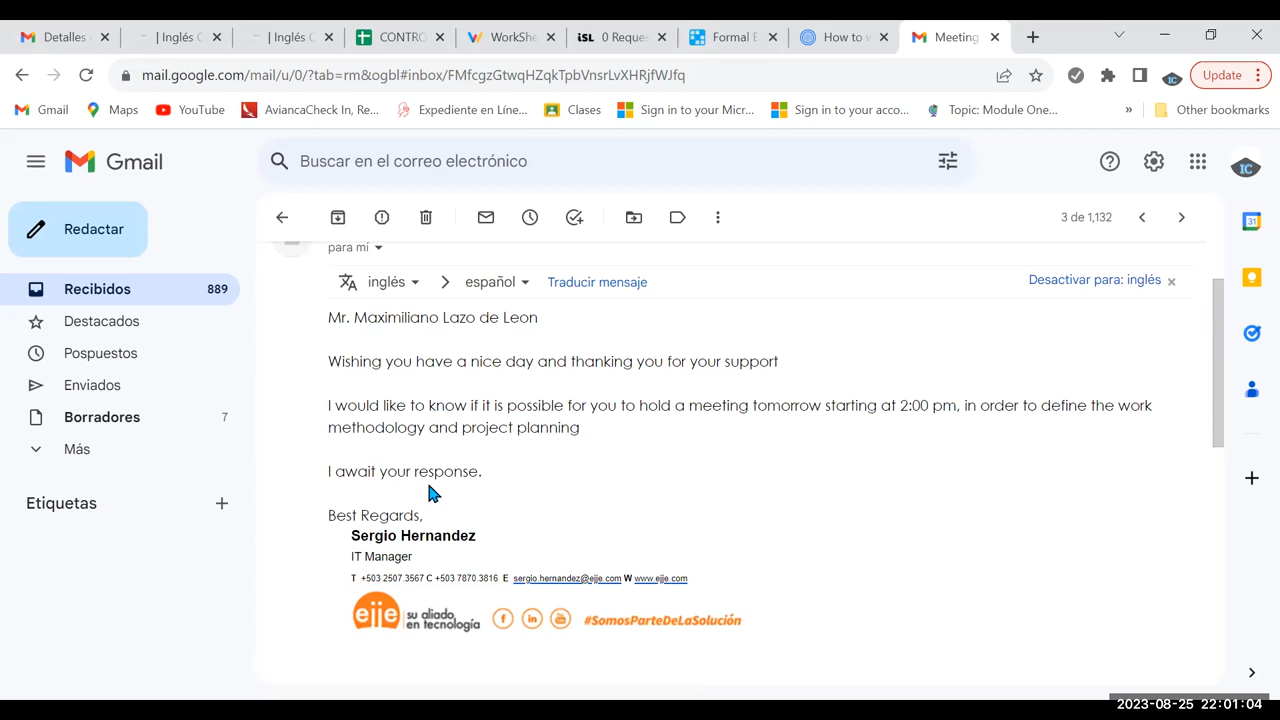 Detalles
| Inglés C
| Inglés C
CONTRO
WorkShe
iSL 0 Reque
Formal E
How to w
Meeting
mail.google.com/mail/u/0/?tab=rm&ogbl#inbox/FMfcgzGtwqHZqkTpbVnsrLvXHRjfWJfq
Update
Gmail
Maps
YouTube
AviancaCheck In, Re...
Expediente en Líne...
Clases
Sign in to your Micr...
Sign in to your acco...
Topic: Module One...
»
Other bookmarks
Gmail
Buscar en el correo electrónico
IC
Redactar
3 de 1,132
para mí
inglés > español Traducir mensaje
Desactivar para: inglés ×
Recibidos 889
Destacados
Pospuestos
Enviados
Borradores 7
Más
Etiquetas +
Mr. Maximiliano Lazo de Leon
Wishing you have a nice day and thanking you for your support
I would like to know if it is possible for you to hold a meeting tomorrow starting at 2:00 pm, in order to define the work
methodology and project planning
I await your response.
Best Regards,
Sergio Hernandez
IT Manager
T +503 2507.3567 C +503 7870.3816 E sergio.hernandez@ejje.com W www.ejje.com
ejje su aliado
en tecnología
#SomosParteDeLaSolución
31
2023-08-25 22:01:04